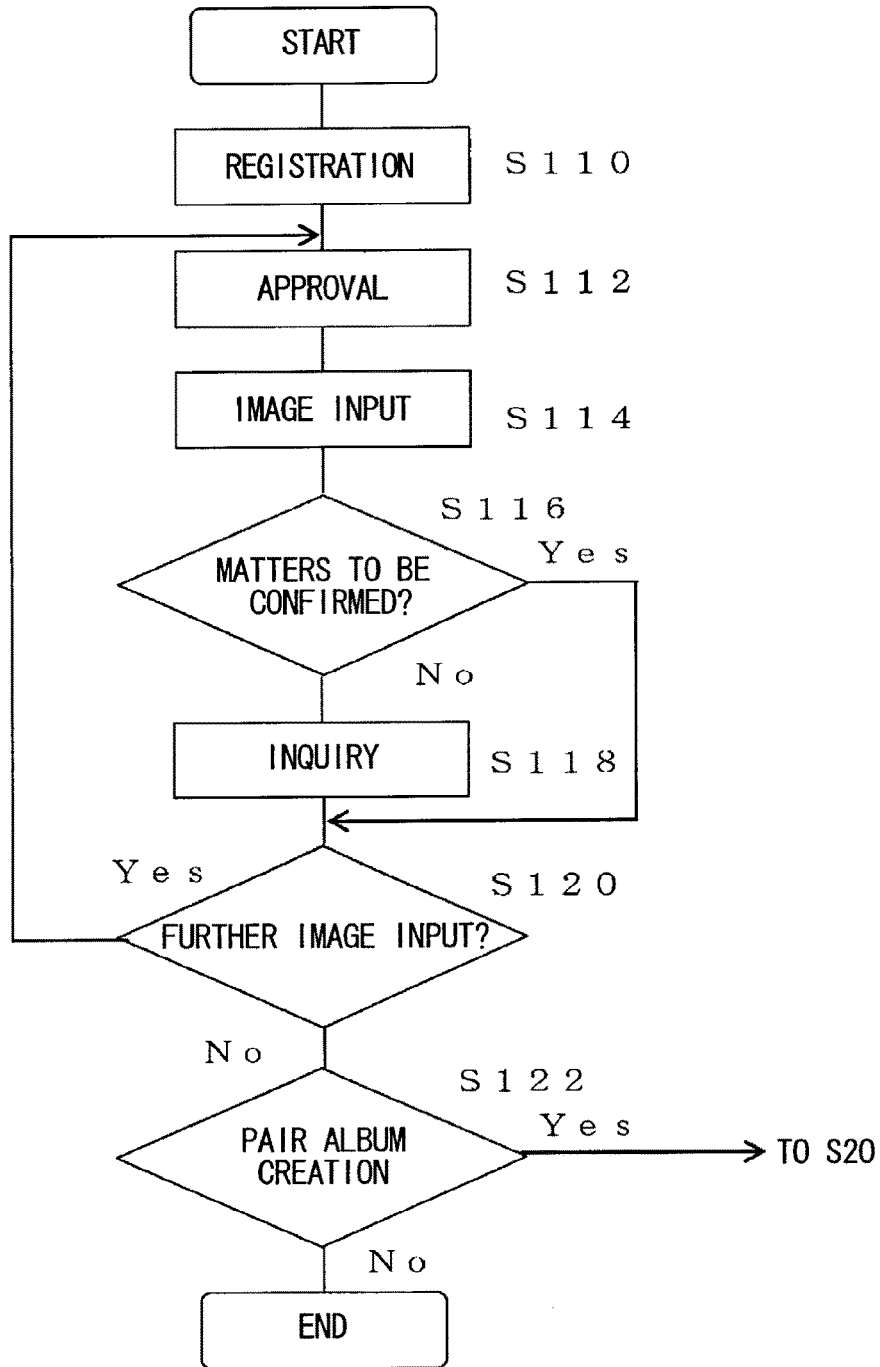 START
REGISTRATION
S110
APPROVAL
S112
IMAGE INPUT
S114
S116
MATTERS TO BE
CONFIRMED?
Yes
No
INQUIRY
S118
Yes
S120
FURTHER IMAGE INPUT?
No
S122
PAIR ALBUM
CREATION
Yes
TO S20
No
END